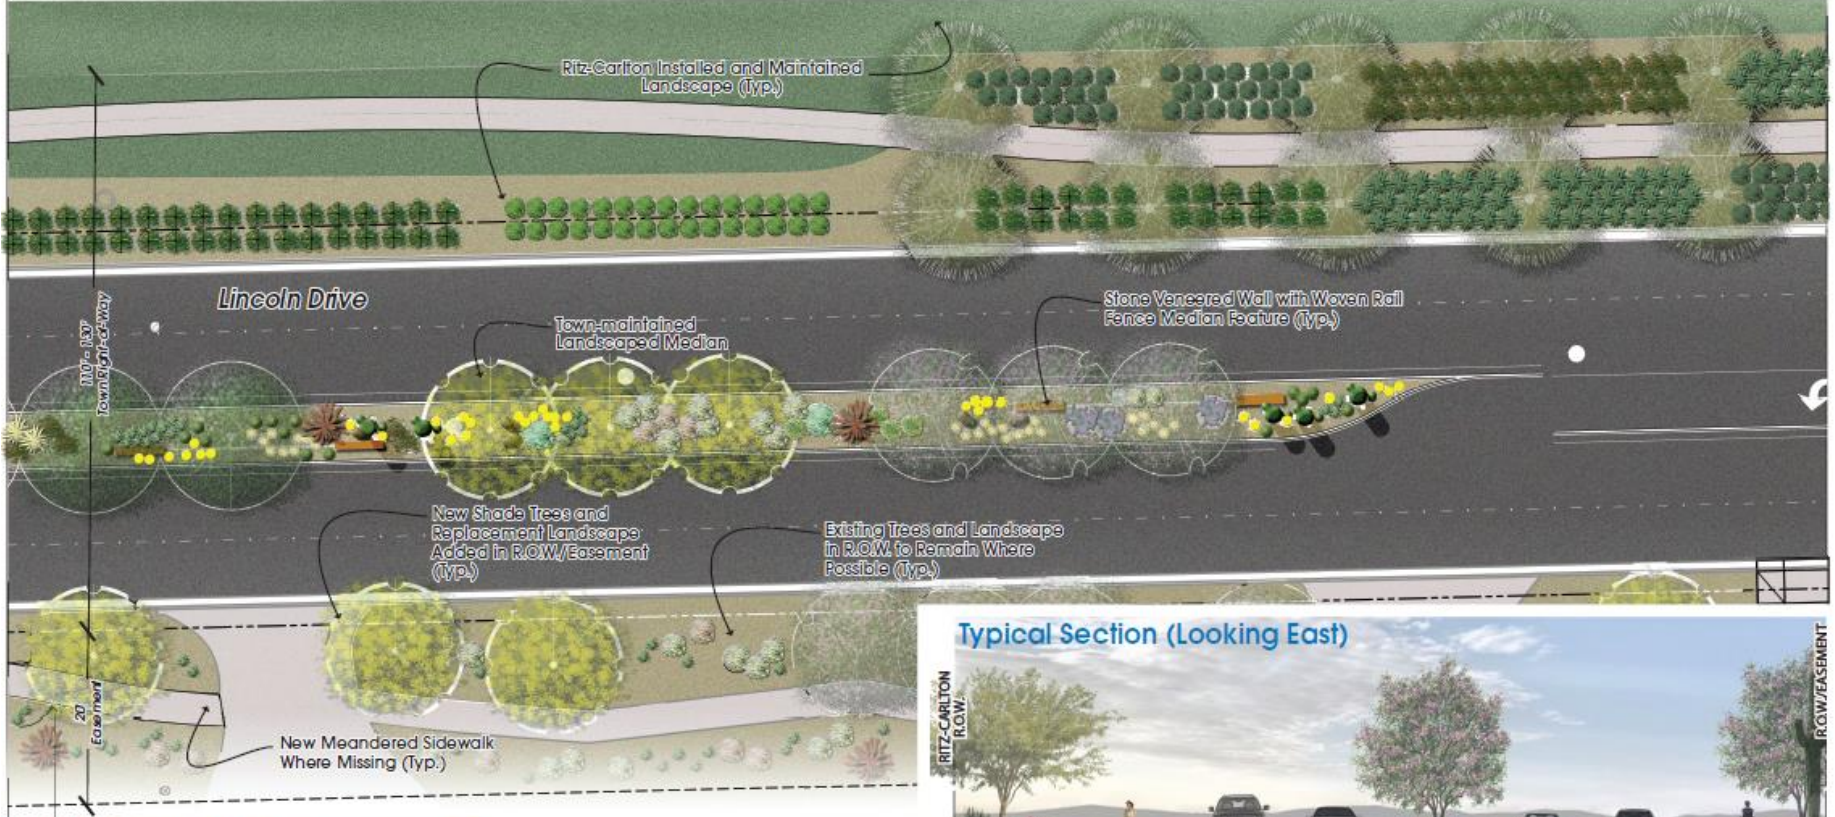 Ritz-Carlton Installed and Maintained
Landscape (Typ.)
Lincoln Drive
110'- 130'
Town Right-of-way
Town-maintained
Landscaped Median
Stone Veneered Wall with Woven Rail
Fence Median Feature (Typ.)
New Shade Trees and
Replacement Landscape
Added in R.O.W./Easement
(Typ.)
Existing Trees and Landscape
in R.O.W. to Remain Where
Possible (Typ.)
20'
Easement
New Meandered Sidewalk
Where Missing (Typ.)
Typical Section (Looking East)
RITZ-CARLTON
R.O.W.
R.O.W/EASEMENT